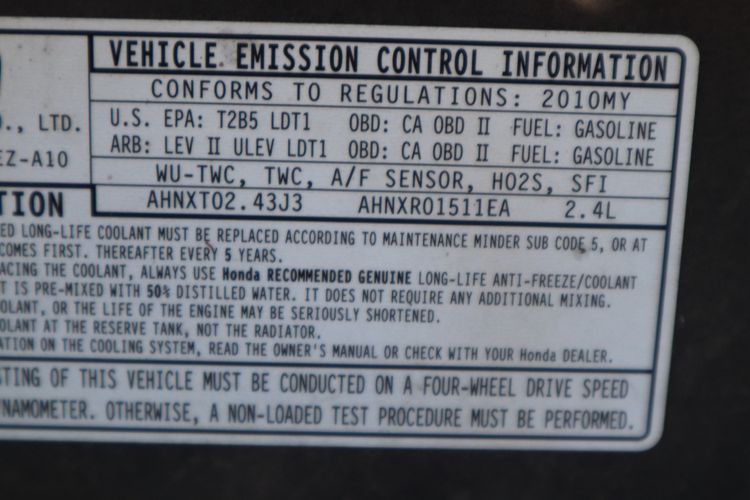 VEHICLE EMISSION CONTROL INFORMATION
CONFORMS TO REGULATIONS: 2010MY
U.S. EPA: T2B5 LDT1 OBD: CA OBD II FUEL: GASOLINE
ARB: LEV II ULEV LDT1 OBD: CA OBD II FUEL: GASOLINE
WU-TWC, TWC, A/F SENSOR, HO2S, SFI
AHNXT02.43J3 AHNXR01511EA 2.4L
O., LTD.
EZ-A10
TION
ED LONG-LIFE COOLANT MUST BE REPLACED ACCORDING TO MAINTENANCE MINDER SUB CODE 5, OR AT
COMES FIRST. THEREAFTER EVERY 5 YEARS.
ACING THE COOLANT, ALWAYS USE Honda RECOMMENDED GENUINE LONG-LIFE ANTI-FREEZE/COOLANT
T IS PRE-MIXED WITH 50% DISTILLED WATER. IT DOES NOT REQUIRE ANY ADDITIONAL MIXING.
OLANT, OR THE LIFE OF THE ENGINE MAY BE SERIOUSLY SHORTENED.
OLANT AT THE RESERVE TANK, NOT THE RADIATOR.
ATION ON THE COOLING SYSTEM, READ THE OWNER'S MANUAL OR CHECK WITH YOUR Honda DEALER.
STING OF THIS VEHICLE MUST BE CONDUCTED ON A FOUR-WHEEL DRIVE SPEED
NAMOMETER. OTHERWISE, A NON-LOADED TEST PROCEDURE MUST BE PERFORMED.